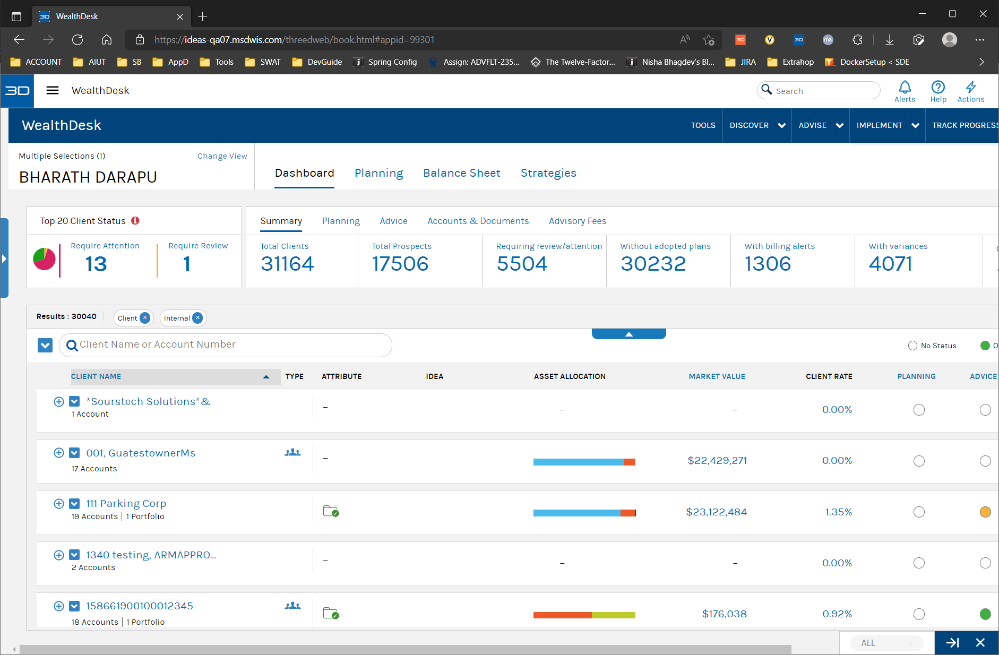 WealthDesk
https://ideas-qa07.msdwis.com/threedweb/book.html#appid=99301
ACCOUNT AIUT SB AppD Tools SWAT DevGuide Spring Config Assign: ADVFLT-235... The Twelve-Factor... Nisha Bhagdev's Bl... JIRA Extrahop DockerSetup < SDE
3D WealthDesk Search Alerts Help Actions
WealthDesk TOOLS DISCOVER ADVISE IMPLEMENT TRACK PROGRESS
Multiple Selections (1) Change View
BHARATH DARAPU
Dashboard Planning Balance Sheet Strategies
Top 20 Client Status
Require Attention Require Review
13 1
Summary Planning Advice Accounts & Documents Advisory Fees
Total Clients Total Prospects Requiring review/attention Without adopted plans With billing alerts With variances
31164 17506 5504 30232 1306 4071
Results : 30040 Client Internal
Client Name or Account Number No Status
CLIENT NAME TYPE ATTRIBUTE IDEA ASSET ALLOCATION MARKET VALUE CLIENT RATE PLANNING ADVICE
*Sourstech Solutions*& – – – 0.00%
1 Account
001, GuatestownerMs – $22,429,271 0.00%
17 Accounts
111 Parking Corp $23,122,484 1.35%
19 Accounts | 1 Portfolio
1340 testing, ARMAPPRO... – – – 0.00%
2 Accounts
158661900100012345 $176,038 0.92%
18 Accounts | 1 Portfolio
ALL -